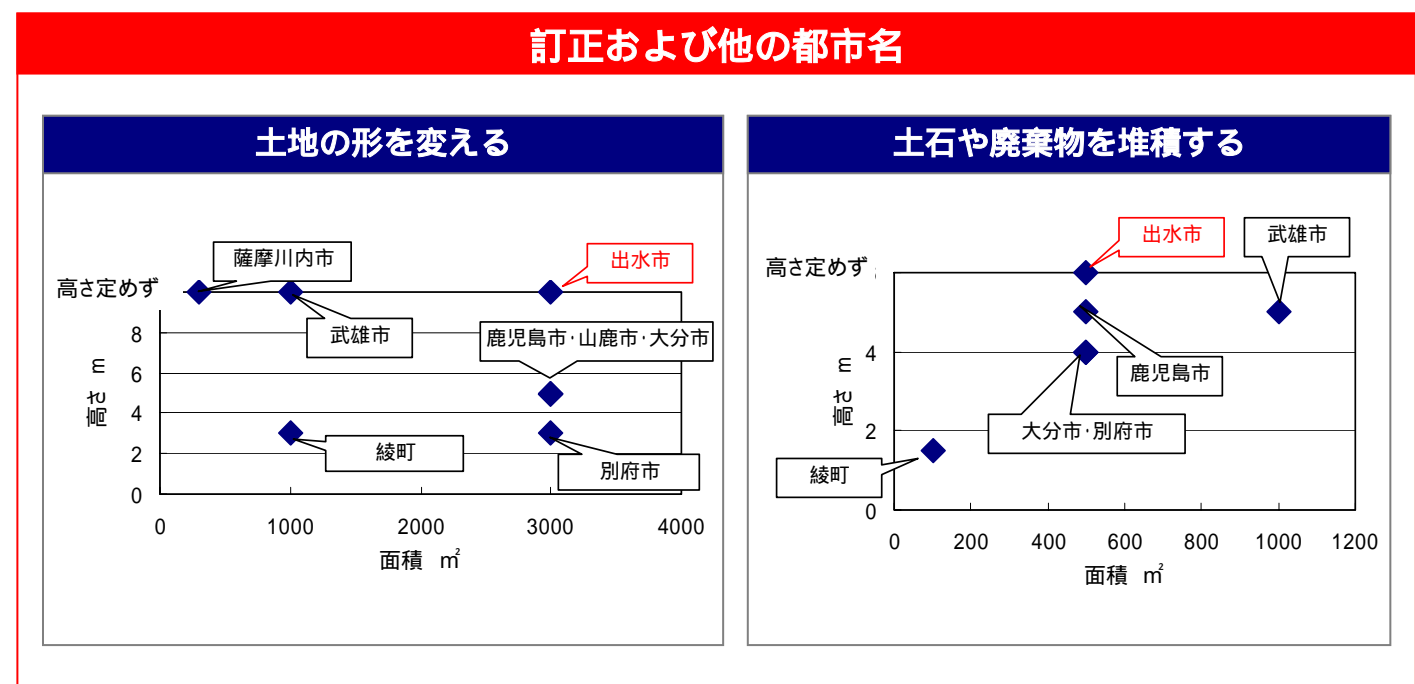 訂正および他の都市名
土地の形を変える
薩摩川内市
出水市
高さ定めず
武雄市
鹿児島市･山鹿市･大分市
8
6
4
2
0
高さ m
綾町
別府市
0 1000 2000 3000 4000
面積 ㎡
土石や廃棄物を堆積する
出水市
武雄市
高さ定めず
4
2
0
高さ m
鹿児島市
大分市･別府市
綾町
0 200 400 600 800 1000 1200
面積 ㎡